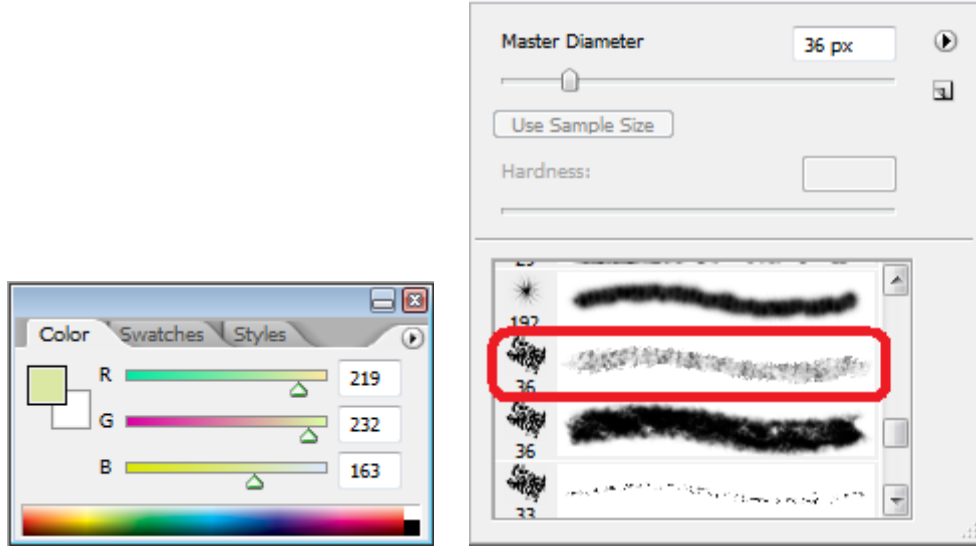 Color Swatches Styles
R 219
G 232
B 163
Master Diameter 36 px
Use Sample Size
Hardness:
192
36
36
33